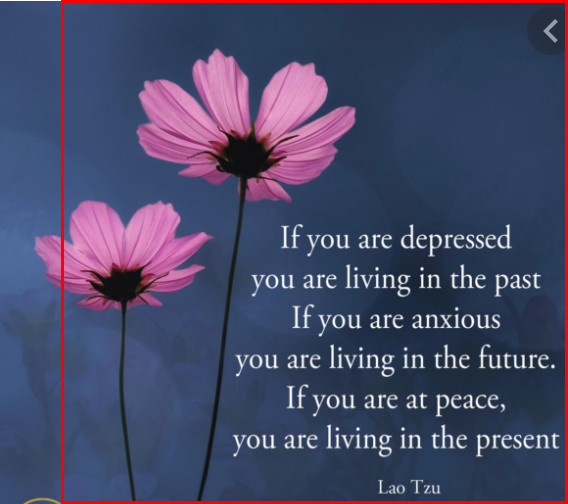 If you are depressed
you are living in the past
If you are anxious
you are living in the future.
If you are at peace,
you are living in the present
Lao Tzu